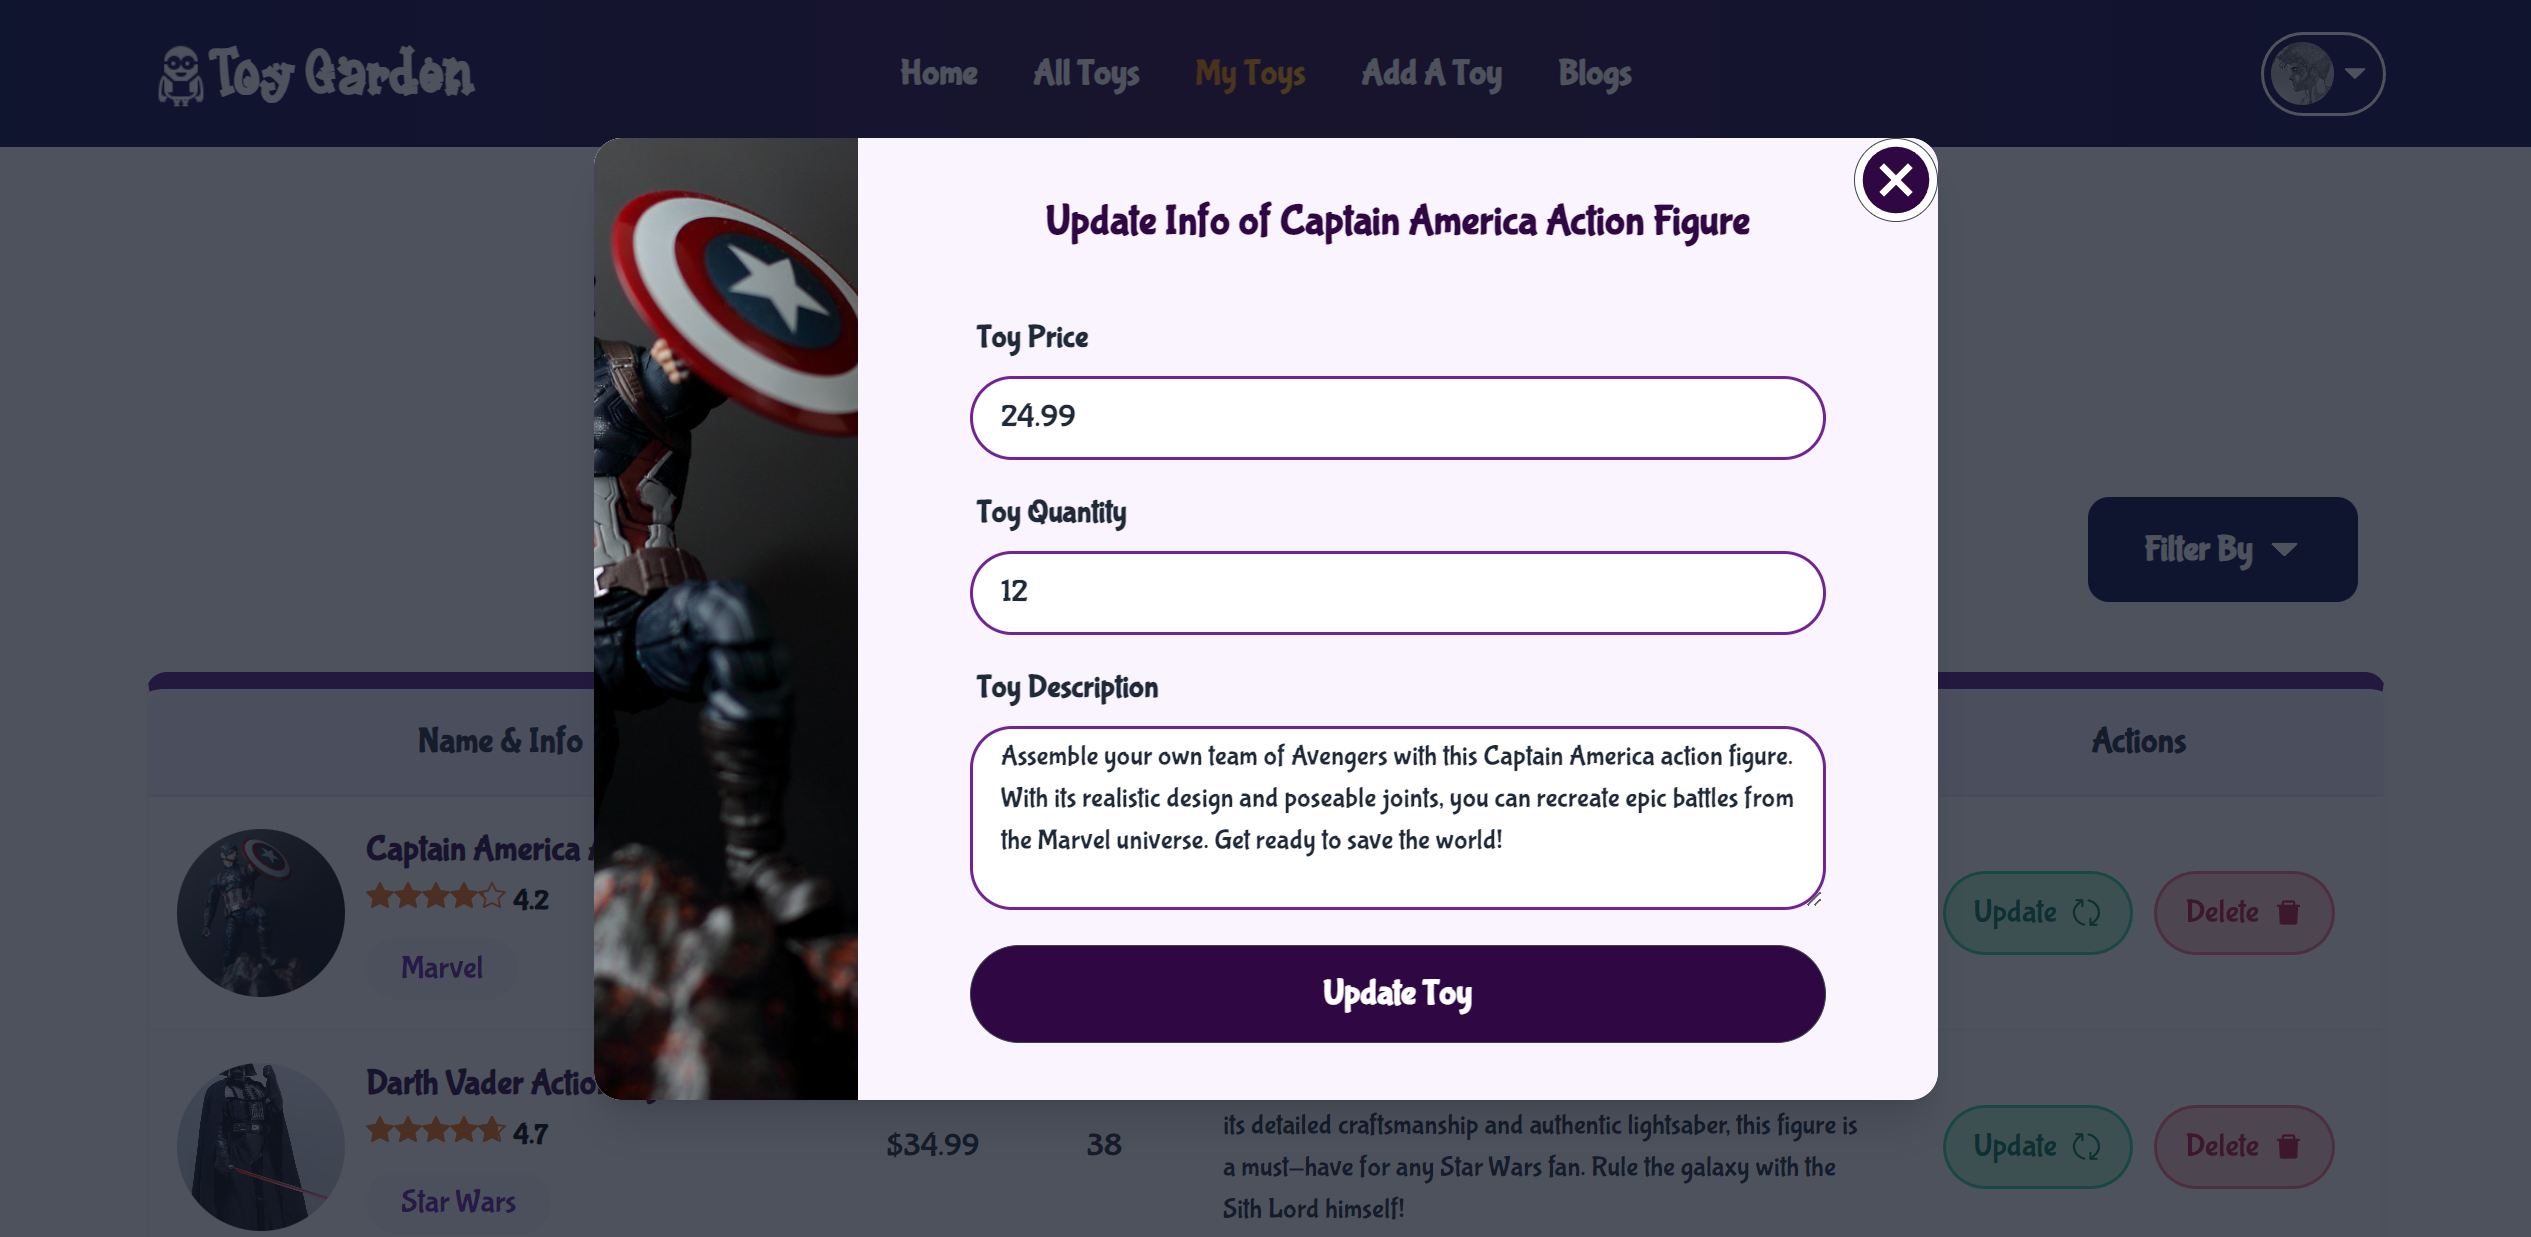 Toy Garden
Home
All Toys
My Toys
Add A Toy
Blogs
Update Info of Captain America Action Figure
Toy Price
24.99
Toy Quantity
12
Toy Description
Assemble your own team of Avengers with this Captain America action figure.
With its realistic design and poseable joints, you can recreate epic battles from
the Marvel universe. Get ready to save the world!
Update Toy
Filter By
Name & Info
Actions
Captain America
4.2
Marvel
Update
Delete
Darth Vader
4.7
Star Wars
$34.99
38
its detailed craftsmanship and authentic lightsaber, this figure is
a must-have for any Star Wars fan. Rule the galaxy with the
Sith Lord himself!
Update
Delete